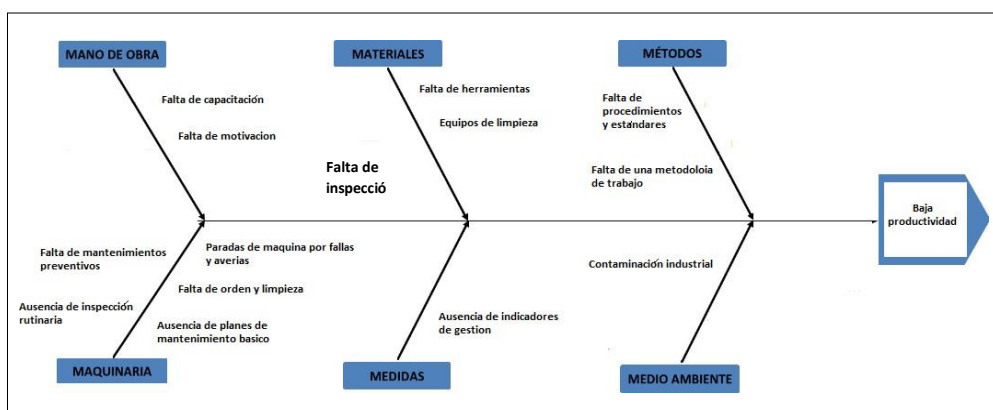 MANO DE OBRA
MATERIALES
MÉTODOS
Falta de capacitación
Falta de motivacion
Falta de herramientas
Equipos de limpieza
Falta de
procedimientos
y estándares
Falta de una metodoloia
de trabajo
Falta de
inspecció
Baja
productividad
Falta de mantenimientos
preventivos
Ausencia de inspección
rutinaria
Paradas de maquina por fallas
y averias
Falta de orden y limpieza
Ausencia de planes de
mantenimiento basico
Ausencia de indicadores
de gestion
Contaminación industrial
MAQUINARIA
MEDIDAS
MEDIO AMBIENTE